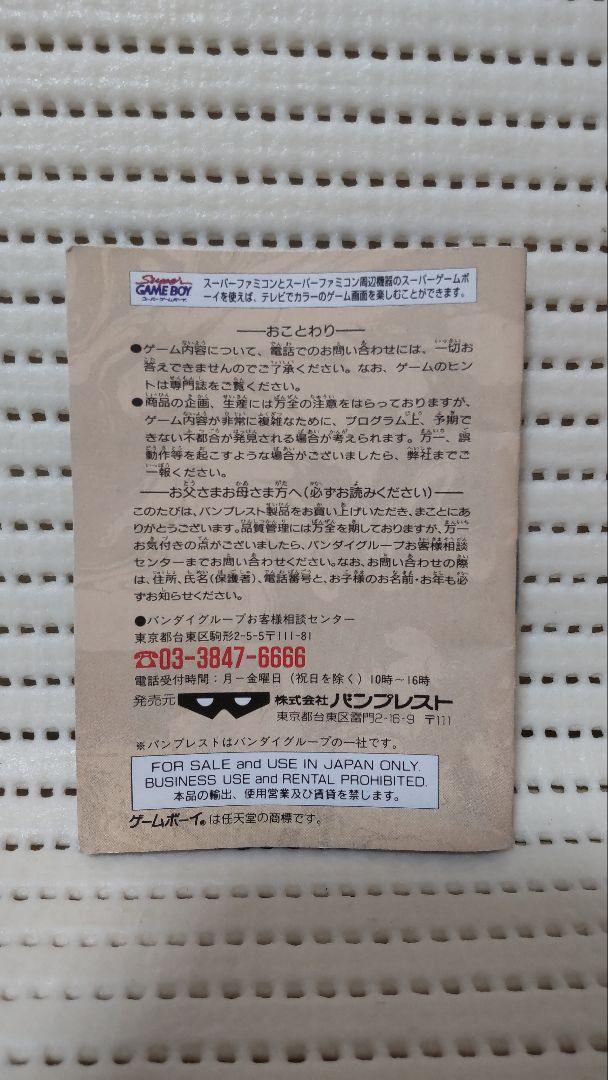 Super
GAME BOY
スーパーゲームボーイ
スーパーファミコンとスーパーファミコン周辺機器のスーパーゲームボ
ーイを使えば、テレビでカラーのゲーム画面を楽しむことができます。
——おことわり——
●ゲーム内容について、電話でのお問い合わせには、一切お
答えできませんのでご了承ください。なお、ゲームのヒン
トは専門誌をご覧ください。
●商品の企画、生産には万全の注意をはらっておりますが、
ゲーム内容が非常に複雑なために、プログラム上、予期で
きない不都合が発見される場合が考えられます。万一、誤
動作等を起こすような場合がございましたら、弊社までご
一報ください。
——お父さまお母さま方へ(必ずお読みください)——
このたびは、バンプレスト製品をお買い上げいただき、まことにあ
りがとうございます。品質管理には万全を期しておりますが、万一
お気付きの点がございましたら、バンダイグループお客様相談
センターまでお問い合わせください。なお、お問い合わせの際
は、住所、氏名(保護者)、電話番号と、お子様のお名前・お年も必
ずお知らせください。
●バンダイグループお客様相談センター
東京都台東区駒形2-5-5〒111-81
☎03-3847-6666
電話受付時間:月−金曜日(祝日を除く)10時〜16時
発売元 株式会社バンプレスト
東京都台東区雷門2-16-9 〒111
※バンプレストはバンダイグループの一社です。
FOR SALE and USE IN JAPAN ONLY.
BUSINESS USE and RENTAL PROHIBITED.
本品の輸出、使用営業及び賃貸を禁じます。
ゲームボーイ®は任天堂の商標です。